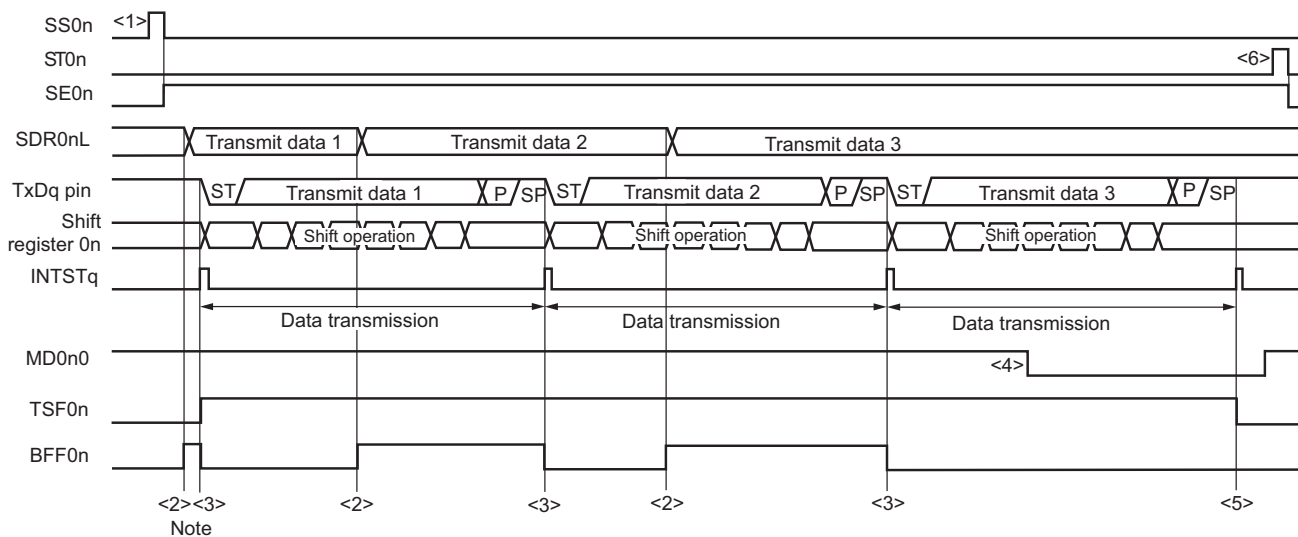 SS0n <1>
ST0n <6>
SE0n
SDR0nL Transmit data 1 Transmit data 2 Transmit data 3
TxDq pin ST Transmit data 1 P SP ST Transmit data 2 P SP ST Transmit data 3 P SP
Shift
register 0n Shift operation Shift operation Shift operation
INTSTq
Data transmission Data transmission Data transmission
MD0n0 <4>
TSF0n
BFF0n
<2> <3> <2> <3> <2> <3> <5>
Note